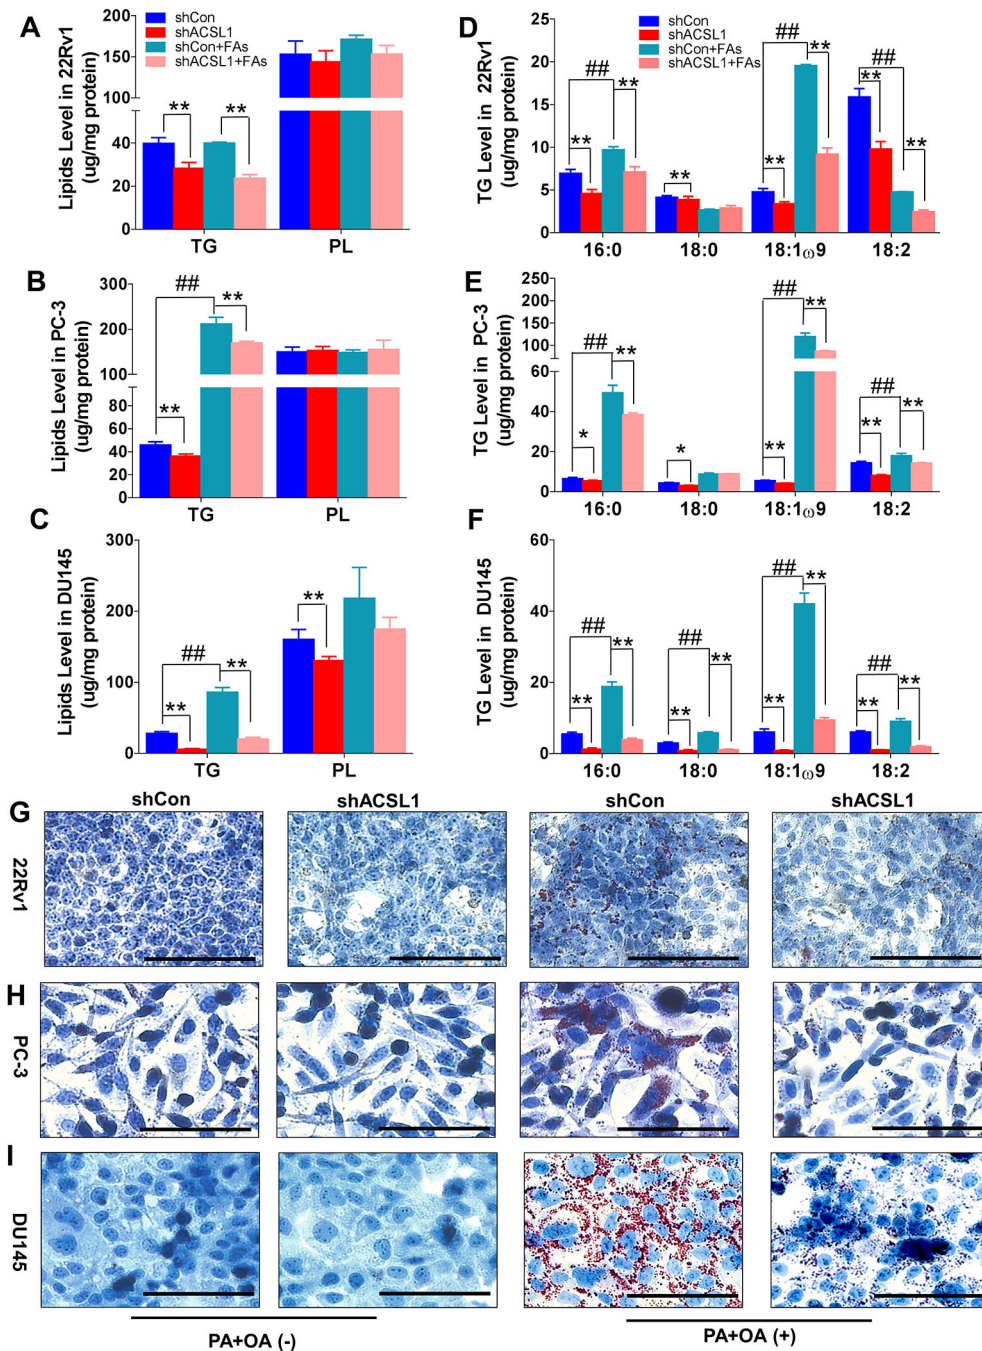 A
Lipids Level in 22Rv1
(ug/mg protein)
200
150
100
40
20
0
shCon
shACSL1
shCon+FAs
shACSL1+FAs
**
**
TG
PL
D
TG Level in 22Rv1
(ug/mg protein)
25
20
15
10
5
0
shCon
shACSL1
shCon+FAs
shACSL1+FAs
##
**
**
**
##
**
**
##
**
**
16:0
18:0
18:1ω9
18:2
B
Lipids Level in PC-3
(ug/mg protein)
300
200
100
80
60
40
20
0
##
**
**
TG
PL
E
TG Level in PC-3
(ug/mg protein)
250
200
150
100
50
60
40
20
0
##
**
*
*
##
**
**
##
**
**
16:0
18:0
18:1ω9
18:2
C
Lipids Level in DU145
(ug/mg protein)
300
200
100
0
##
**
**
**
TG
PL
F
TG Level in DU145
(ug/mg protein)
60
40
20
0
##
**
**
##
**
**
##
**
**
##
**
**
16:0
18:0
18:1ω9
18:2
shCon
shACSL1
shCon
shACSL1
G
22Rv1
H
PC-3
I
DU145
PA+OA (-)
PA+OA (+)